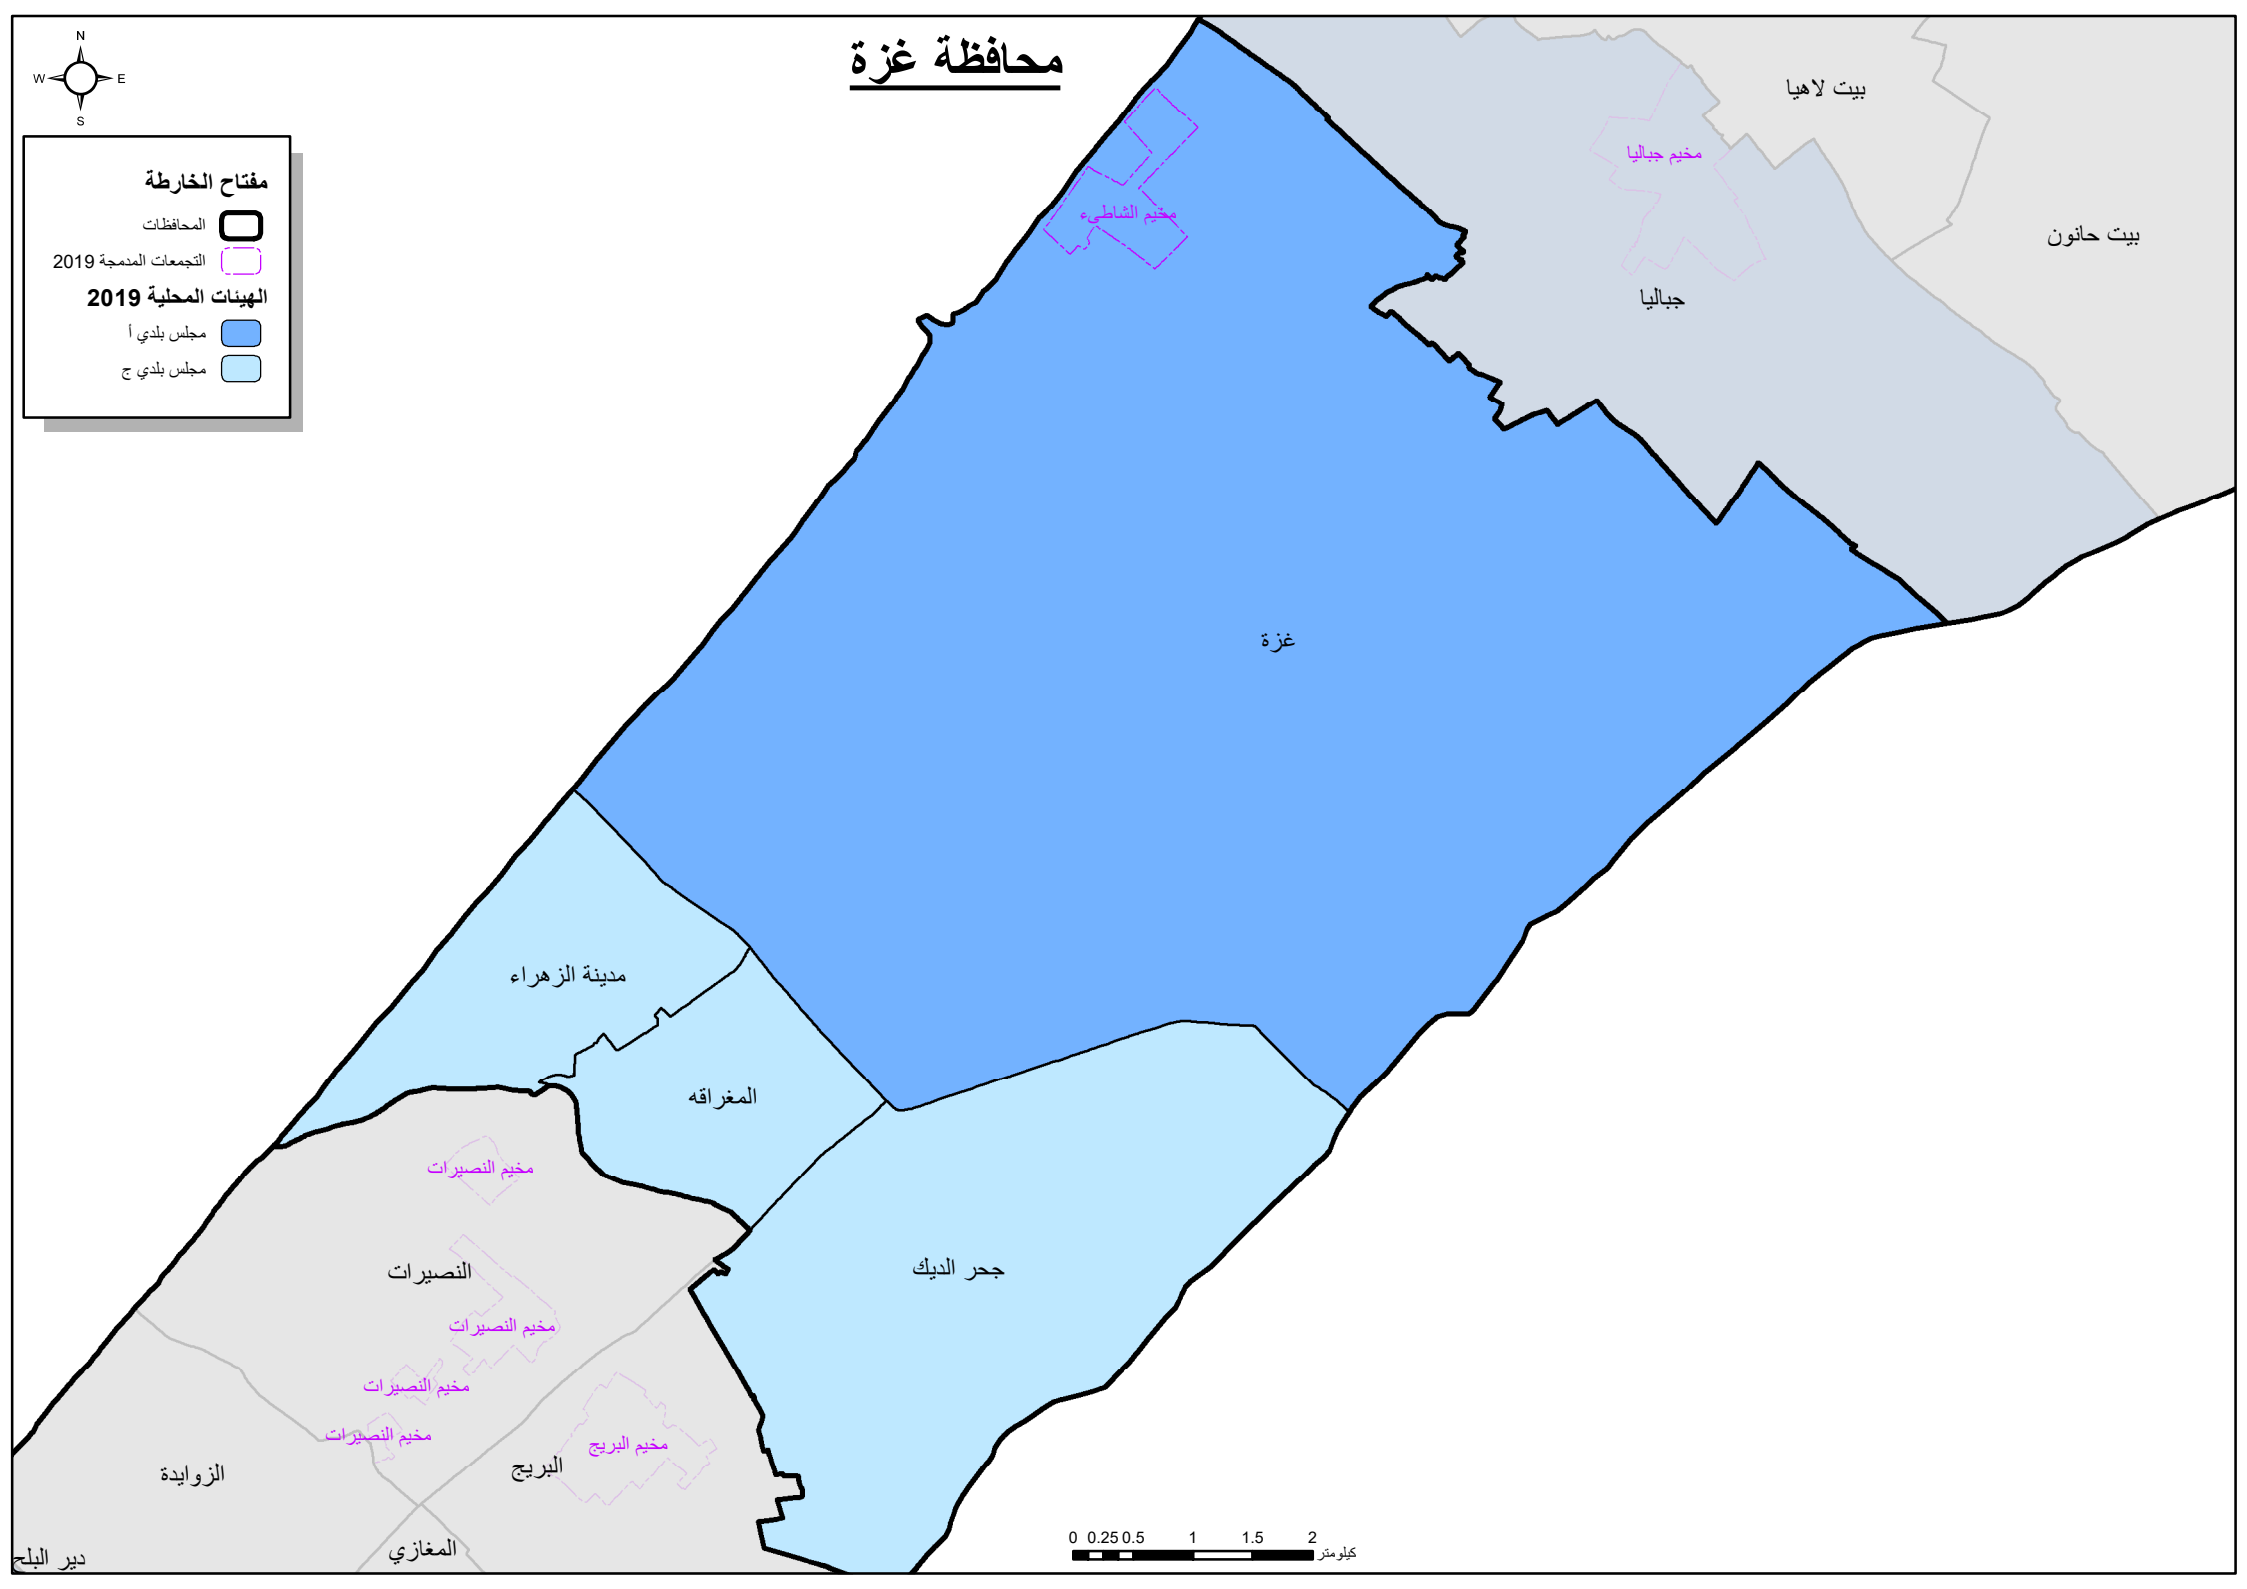 محافظة غزة
N
W E
S
مفتاح الخارطة
المحافظات
التجمعات المدمجة 2019
الهيئات المحلية 2019
مجلس بلدي أ
مجلس بلدي ج
بيت لاهيا
مخيم جباليا
مخيم الشاطىء
بيت حانون
جباليا
غزة
مدينة الزهراء
المغراقه
مخيم النصيرات
جحر الديك
النصيرات
مخيم النصيرات
مخيم النصيرات
مخيم النصيرات
مخيم البريج
البريج
الزوايدة
المغازي
دير البلح
0 0.25 0.5 1 1.5 2
كيلومتر